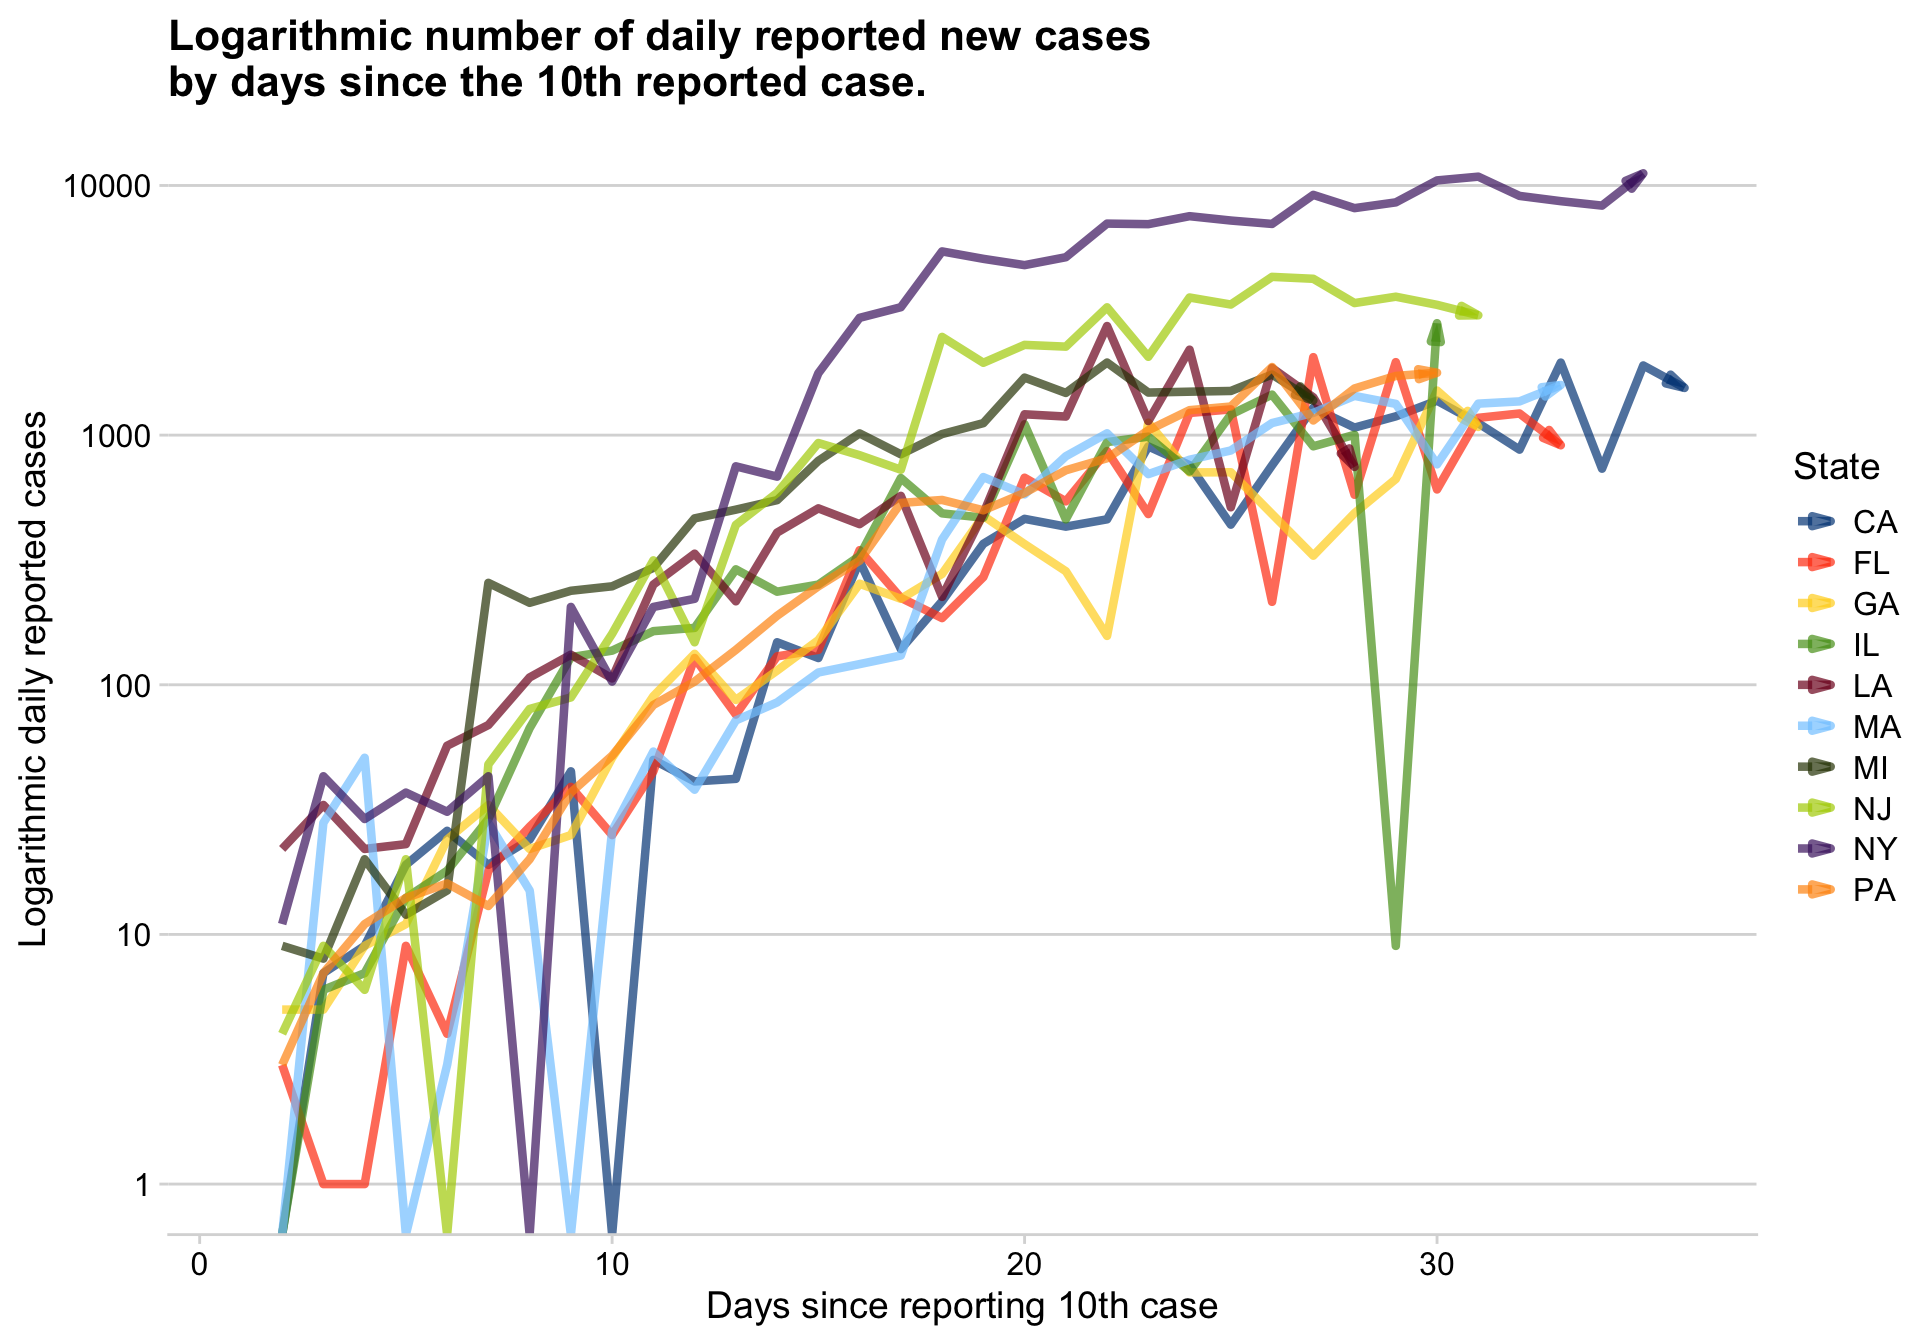 Logarithmic number of daily reported new cases
by days since the 10th reported case.
Logarithmic daily reported cases
10000
1000
100
10
1
0
10
20
30
Days since reporting 10th case
State
CA
FL
GA
IL
LA
MA
MI
NJ
NY
PA